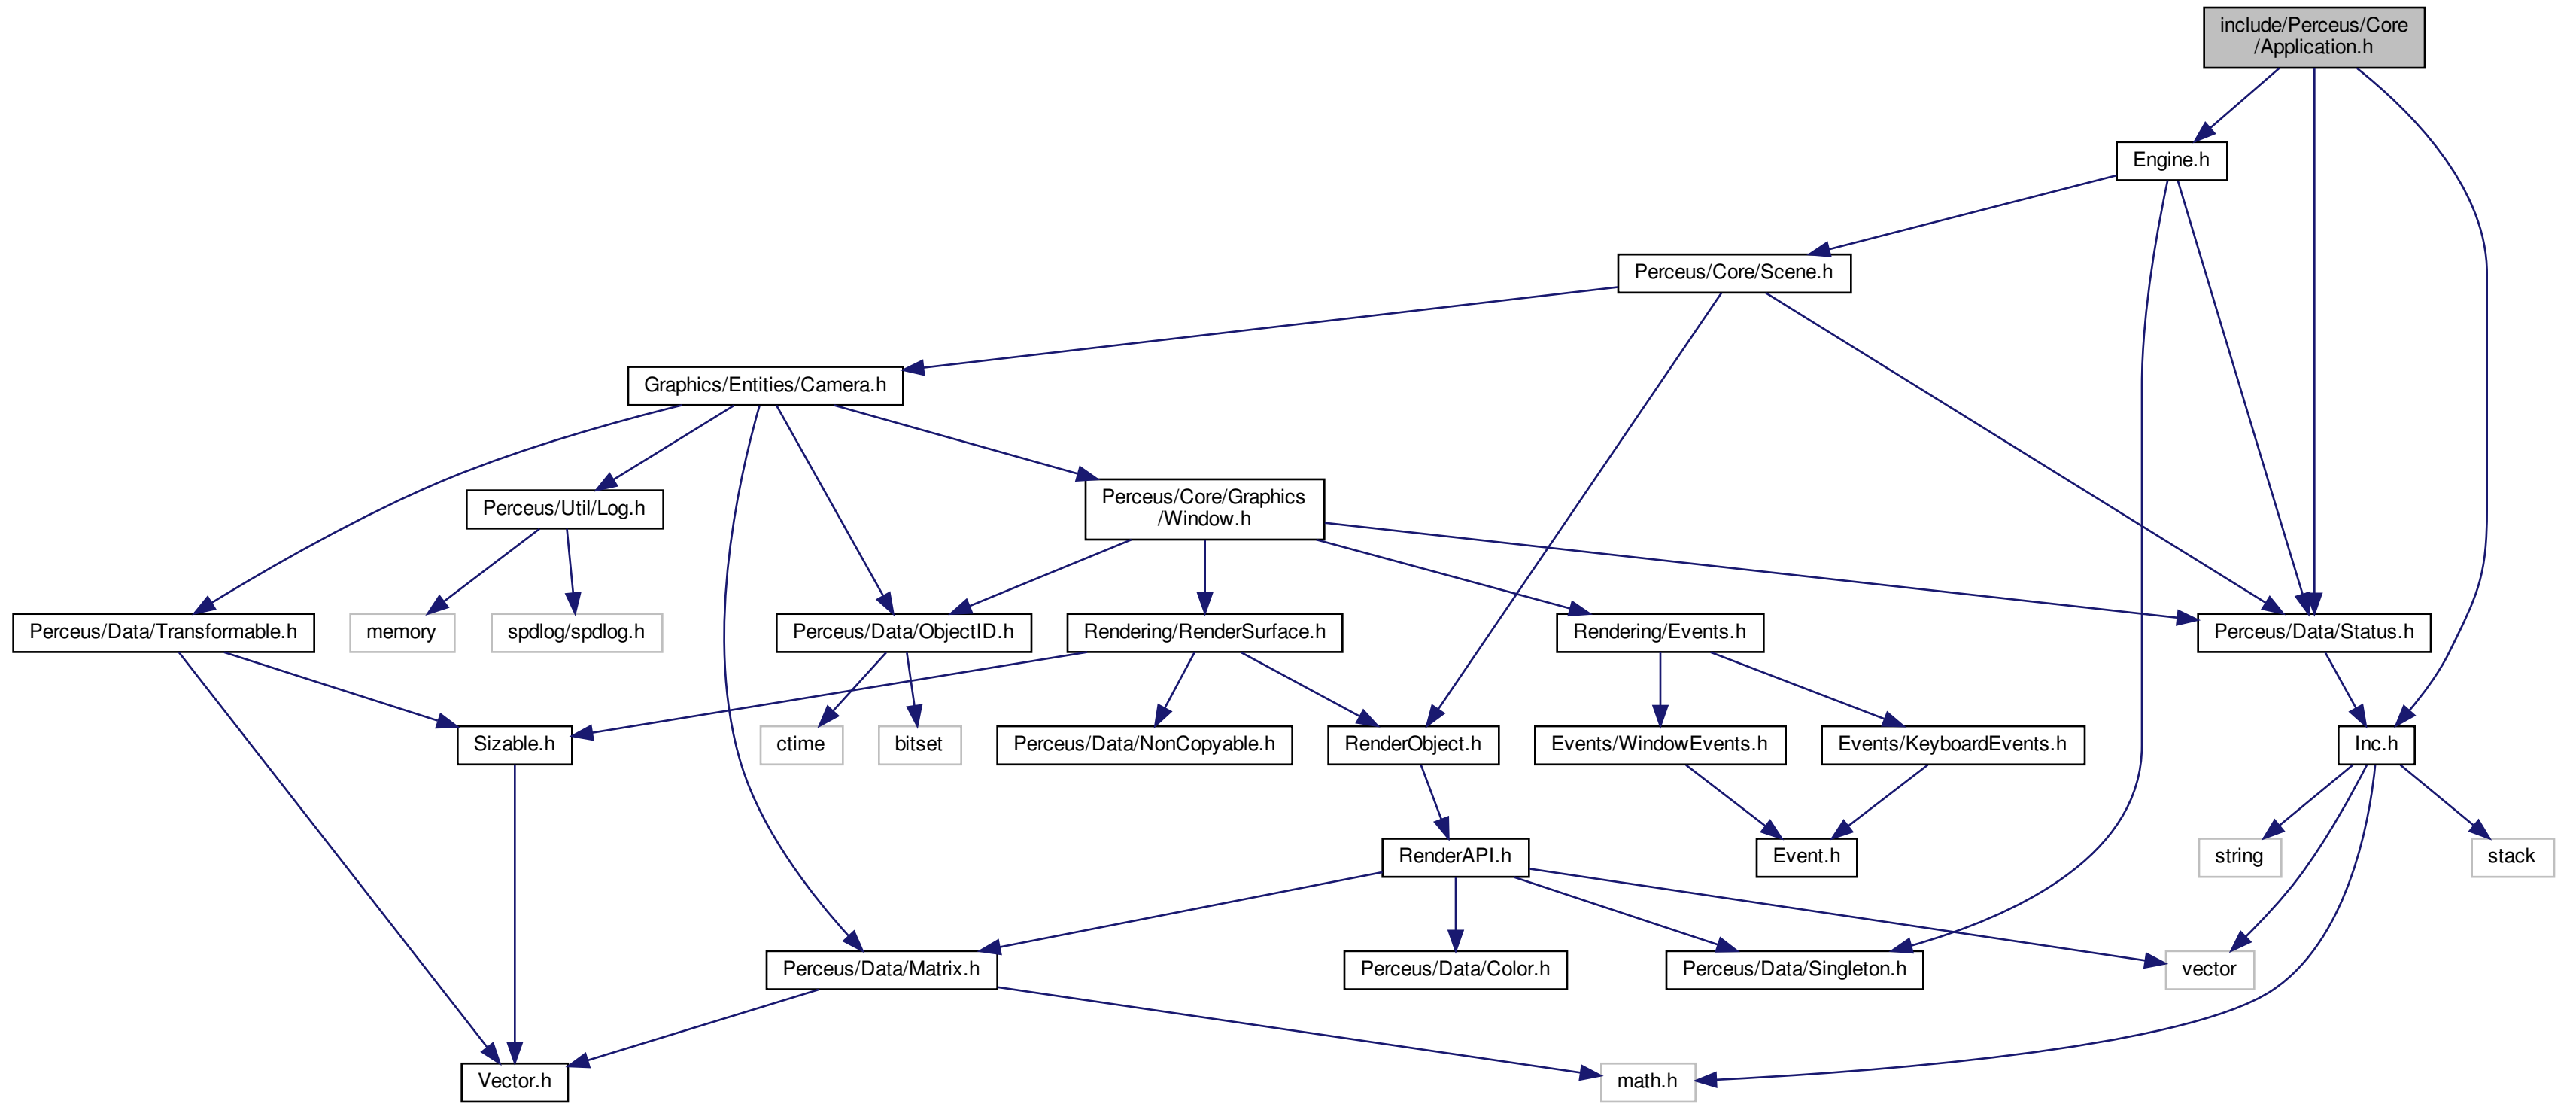 include/Perceus/Core
/Application.h
Engine.h
Perceus/Core/Scene.h
Graphics/Entities/Camera.h
Perceus/Util/Log.h
Perceus/Core/Graphics
/Window.h
Perceus/Data/Transformable.h
memory
spdlog/spdlog.h
Perceus/Data/ObjectID.h
Rendering/RenderSurface.h
Rendering/Events.h
Perceus/Data/Status.h
Sizable.h
ctime
bitset
Perceus/Data/NonCopyable.h
RenderObject.h
Events/WindowEvents.h
Events/KeyboardEvents.h
Inc.h
RenderAPI.h
Event.h
string
stack
Perceus/Data/Matrix.h
Perceus/Data/Color.h
Perceus/Data/Singleton.h
vector
Vector.h
math.h